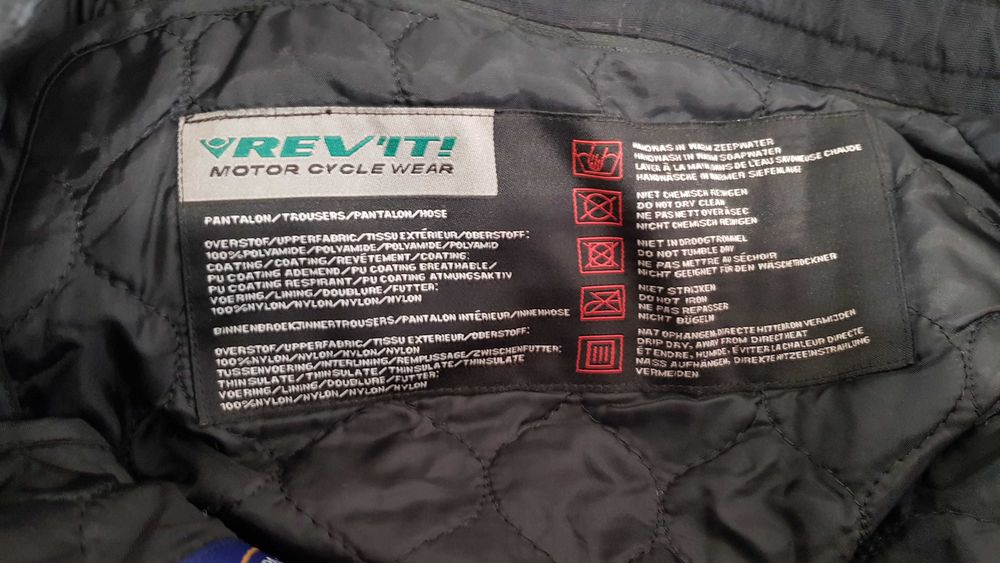 REV'IT!
MOTOR CYCLE WEAR
PANTALON/TROUSERS/PANTALON/HOSE
OVERSTOF/UPPERFABRIC/TISSU EXTÉRIEUR/OBERSTOFF:
100%POLYAMIDE/POLYAMIDE/POLYAMIDE/POLYAMID
COATING/COATING/REVÊTEMENT/COATING:
PU COATING ADEMEND/PU COATING BREATHABLE/
PU COATING RESPIRANT/PU COATING ATMUNGSAKTIV
VOERING/LINING/DOUBLURE/FUTTER:
100%NYLON/NYLON/NYLON/NYLON
BINNENBROEK/INNERTROUSERS/PANTALON INTÉRIEUR/INNENHOSE
OVERSTOF/UPPERFABRIC/TISSU EXTÉRIEUR/OBERSTOFF:
100%NYLON/NYLON/NYLON/NYLON
TUSSENVOERING/INTERLINING/REMPLISSAGE/ZWISCHENFUTTER:
THINSULATE/THINSULATE/THINSULATE/THINSULATE
VOERING/LINING/DOUBLURE/FUTTER:
100%NYLON/NYLON/NYLON/NYLON
HANDWAS IN WARM ZEEPWATER
HANDWASH IN WARM SOAPWATER
LAVER À LA MAIN DANS DE L'EAU SAVONEUSE CHAUDE
HANDWÄSCHE IN WARMER SIEFENLAUGE
NIET CHEMISCH REINIGEN
DO NOT DRY CLEAN
NE PAS NETTOYER À SEC
NICHT CHEMISCH REINIGEN
NIET IN DROOGTROMMEL
DO NOT TUMBLE DRY
NE PAS METTRE AU SÉCHOIR
NICHT GEEIGNET FÜR DEN WÄSCHETROCKNER
NIET STRIJKEN
DO NOT IRON
NE PAS REPASSER
NICHT BÜGELN
NAT OPHANGEN, DIRECTE HITTEBRON VERMIJDEN
DRIP DRY, AWAY FROM DIRECT HEAT
ÉTENDRE, HUMIDE, ÉVITER LA CHALEUR DIRECTE
NASS AUFHÄNGEN, DIREKTE HITZEEINSTRAHLUNG
VERMEIDEN